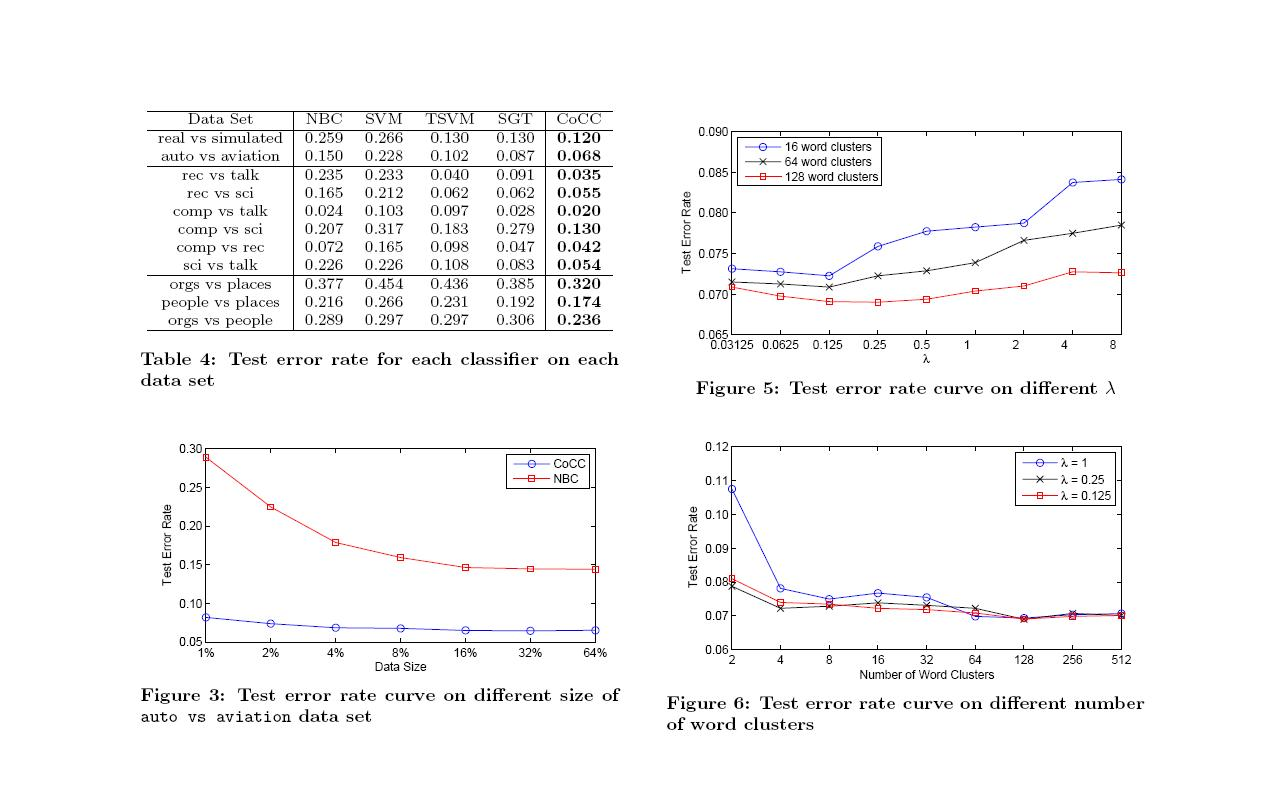 Data Set NBC SVM TSVM SGT CoCC
real vs simulated 0.259 0.266 0.130 0.130 0.120
auto vs aviation 0.150 0.228 0.102 0.087 0.068
rec vs talk 0.235 0.233 0.040 0.091 0.035
rec vs sci 0.165 0.212 0.062 0.062 0.055
comp vs talk 0.024 0.103 0.097 0.028 0.020
comp vs sci 0.207 0.317 0.183 0.279 0.130
comp vs rec 0.072 0.165 0.098 0.047 0.042
sci vs talk 0.226 0.226 0.108 0.083 0.054
orgs vs places 0.377 0.454 0.436 0.385 0.320
people vs places 0.216 0.266 0.231 0.192 0.174
orgs vs people 0.289 0.297 0.297 0.306 0.236
Table 4: Test error rate for each classifier on each
data set
0.30
0.25
0.20
0.15
0.10
0.05
Test Error Rate
CoCC
NBC
1% 2% 4% 8% 16% 32% 64%
Data Size
Figure 3: Test error rate curve on different size of
auto vs aviation data set
0.090
0.085
0.080
0.075
0.070
0.065
Test Error Rate
16 word clusters
64 word clusters
128 word clusters
0.03125 0.0625 0.125 0.25 0.5 1 2 4 8
λ
Figure 5: Test error rate curve on different λ
0.12
0.11
0.10
0.09
0.08
0.07
0.06
Test Error Rate
λ = 1
λ = 0.25
λ = 0.125
2 4 8 16 32 64 128 256 512
Number of Word Clusters
Figure 6: Test error rate curve on different number
of word clusters